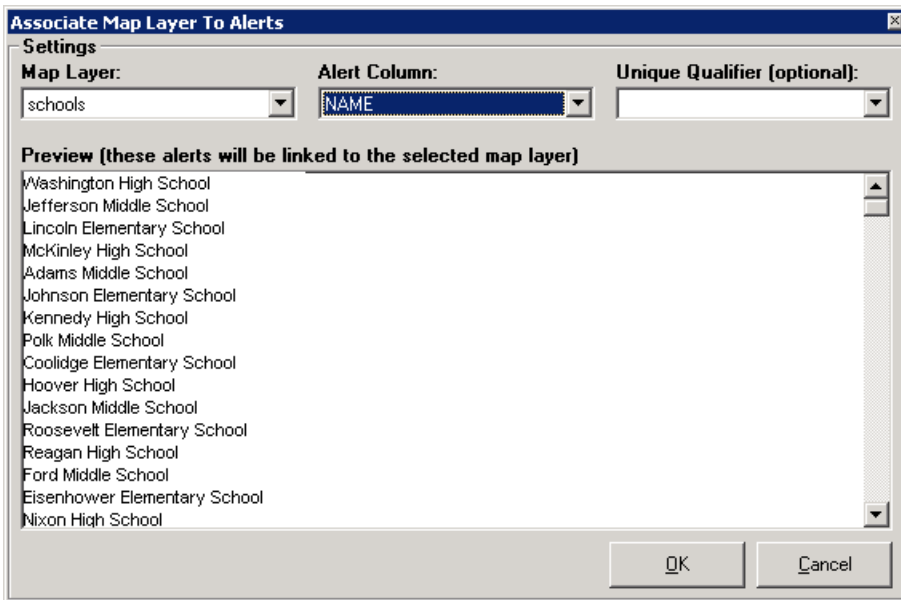 Associate Map Layer To Alerts
Settings
Map Layer: Alert Column: Unique Qualifier (optional):
schools NAME
Preview (these alerts will be linked to the selected map layer)
Washington High School
Jefferson Middle School
Lincoln Elementary School
McKinley High School
Adams Middle School
Johnson Elementary School
Kennedy High School
Polk Middle School
Coolidge Elementary School
Hoover High School
Jackson Middle School
Roosevelt Elementary School
Reagan High School
Ford Middle School
Eisenhower Elementary School
Nixon High School
OK Cancel